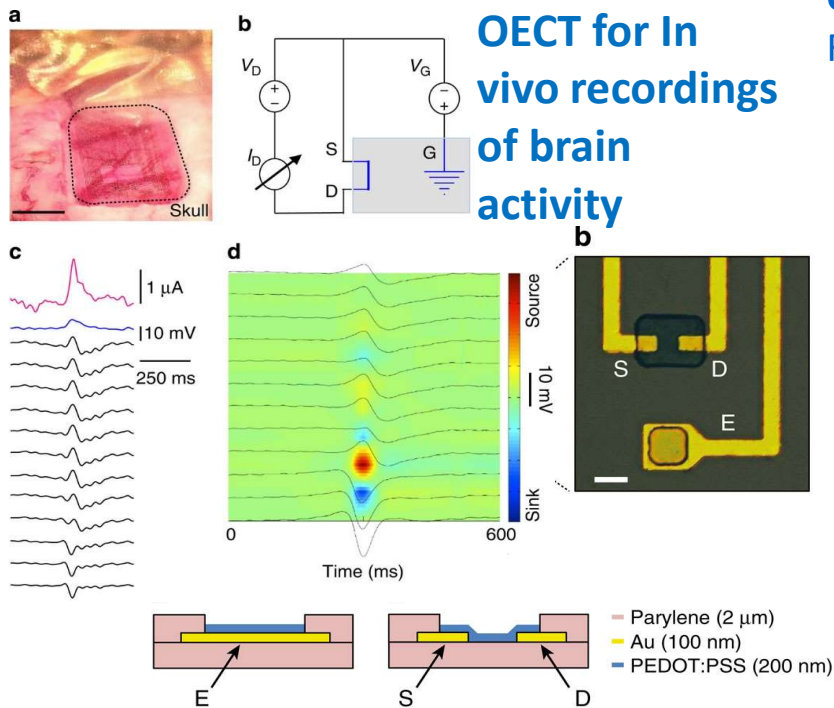 a
Skull
b
V_D
V_G
I_D
S
D
G
+
−
−
+
OECT for In
vivo recordings
of brain
activity
c
1 µA
10 mV
250 ms
d
Source
10 mV
Sink
0
600
Time (ms)
b
S
D
E
E
S
D
Parylene (2 µm)
Au (100 nm)
PEDOT:PSS (200 nm)